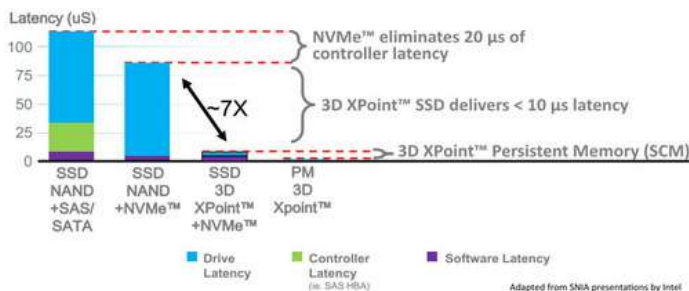 Latency (uS)
100
75
50
25
0
NVMe™ eliminates 20 µs of
controller latency
~7X
3D XPoint™ SSD delivers < 10 µs latency
3D XPoint™ Persistent Memory (SCM)
SSD
NAND
+SAS/
SATA
SSD
NAND
+NVMe™
SSD
3D
XPoint™
+NVMe™
PM
3D
Xpoint™
Drive
Latency
Controller
Latency
(ie. SAS HBA)
Software Latency
Adapted from SNIA presentations by Intel